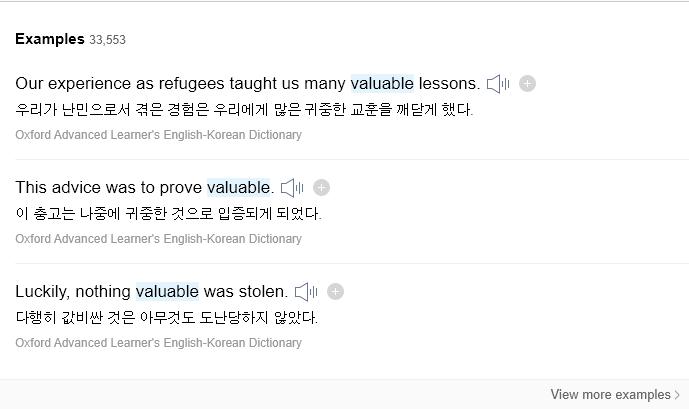 Examples 33,553
Our experience as refugees taught us many valuable lessons.
우리가 난민으로서 겪은 경험은 우리에게 많은 귀중한 교훈을 깨닫게 했다.
Oxford Advanced Learner's English-Korean Dictionary
This advice was to prove valuable.
이 충고는 나중에 귀중한 것으로 입증되게 되었다.
Oxford Advanced Learner's English-Korean Dictionary
Luckily, nothing valuable was stolen.
다행히 값비싼 것은 아무것도 도난당하지 않았다.
Oxford Advanced Learner's English-Korean Dictionary
View more examples